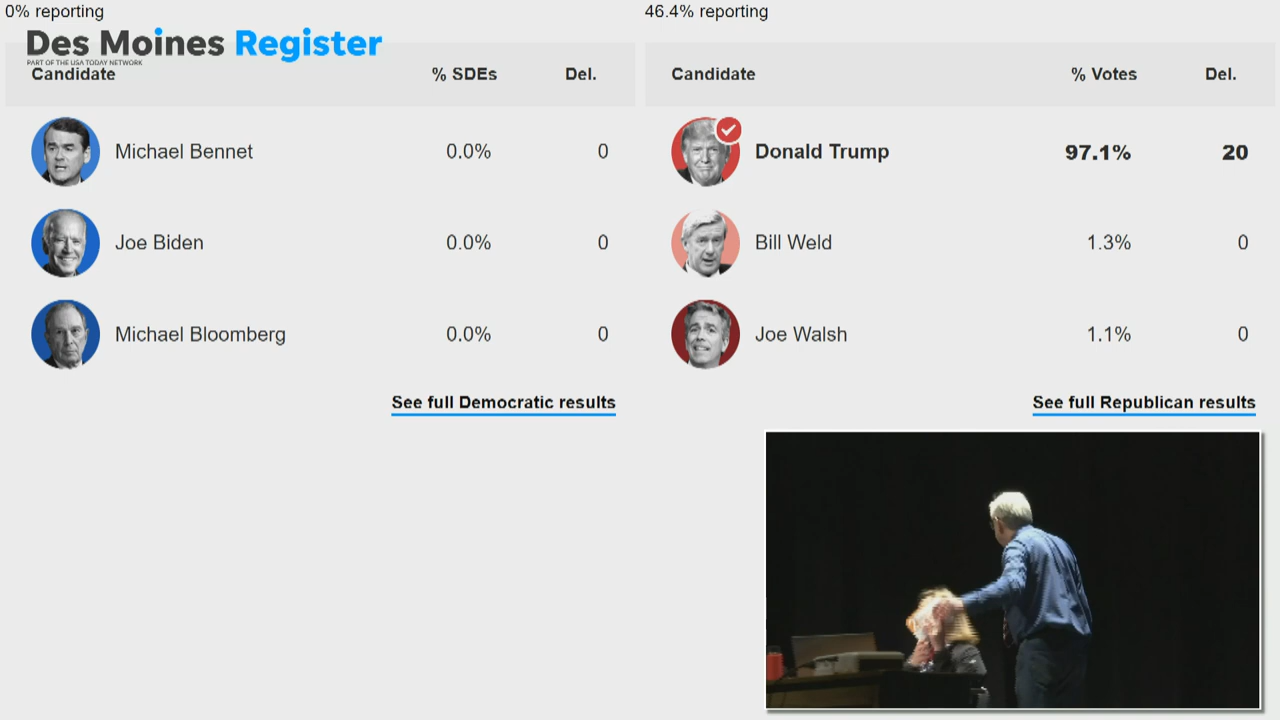 0% reporting
46.4% reporting
Des Moines Register
PART OF THE USA TODAY NETWORK
Candidate % SDEs Del.
Michael Bennet 0.0% 0
Joe Biden 0.0% 0
Michael Bloomberg 0.0% 0
See full Democratic results
Candidate % Votes Del.
Donald Trump 97.1% 20
Bill Weld 1.3% 0
Joe Walsh 1.1% 0
See full Republican results